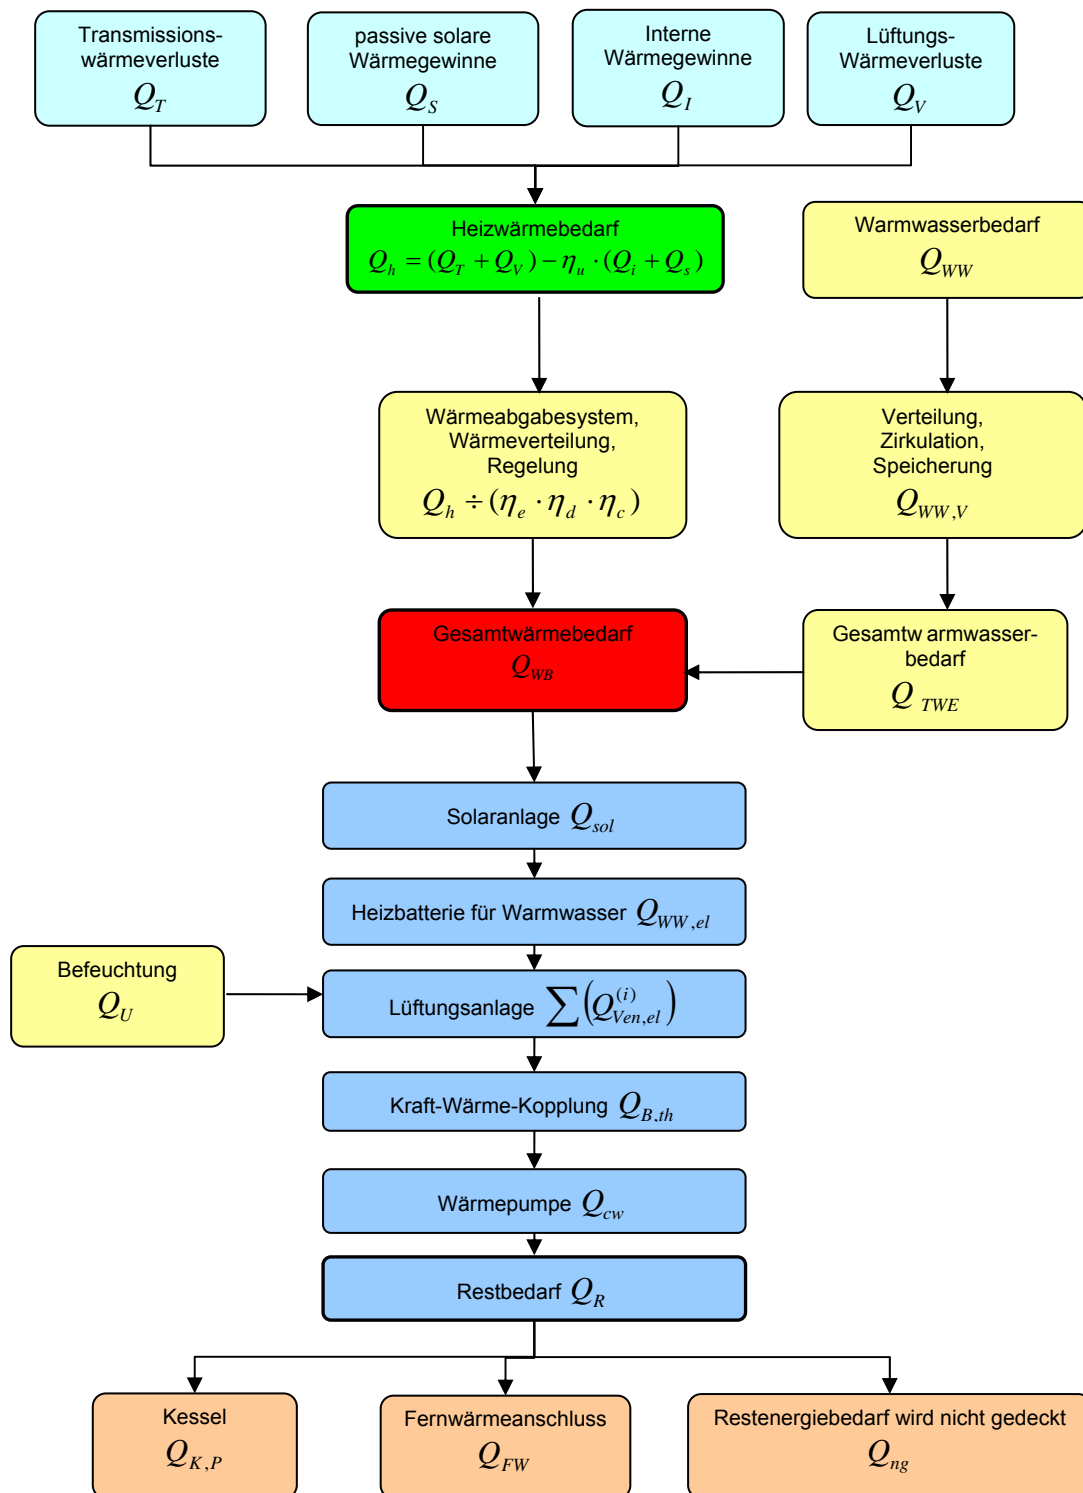 Transmissions-
wärmeverluste
Q_T
passive solare
Wärmegewinne
Q_S
Interne
Wärmegewinne
Q_I
Lüftungs-
Wärmeverluste
Q_V
Heizwärmebedarf
Q_h = (Q_T + Q_V) − η_u · (Q_i + Q_s)
Warmwasserbedarf
Q_WW
Wärmeabgabesystem,
Wärmeverteilung,
Regelung
Q_h ÷ (η_e · η_d · η_c)
Verteilung,
Zirkulation,
Speicherung
Q_WW,V
Gesamtwärmebedarf
Q_WB
Gesamtw armwasser-
bedarf
Q_TWE
Solaranlage Q_sol
Heizbatterie für Warmwasser Q_WW,el
Befeuchtung
Q_U
Lüftungsanlage ∑(Q_Ven,el^(i))
Kraft-Wärme-Kopplung Q_B,th
Wärmepumpe Q_cw
Restbedarf Q_R
Kessel
Q_K,P
Fernwärmeanschluss
Q_FW
Restenergiebedarf wird nicht gedeckt
Q_ng